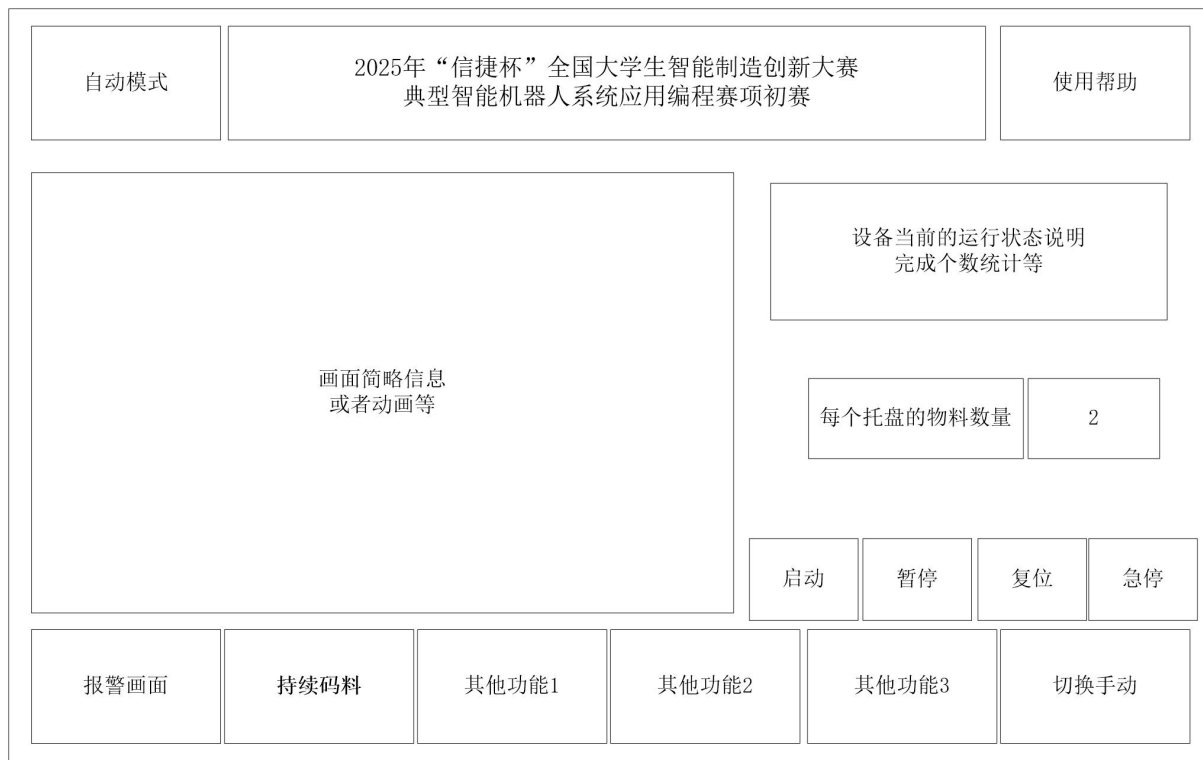 自动模式
2025年“信捷杯”全国大学生智能制造创新大赛
典型智能机器人系统应用编程赛项初赛
使用帮助
设备当前的运行状态说明
完成个数统计等
画面简略信息
或者动画等
每个托盘的物料数量
2
启动
暂停
复位
急停
报警画面
持续码料
其他功能1
其他功能2
其他功能3
切换手动